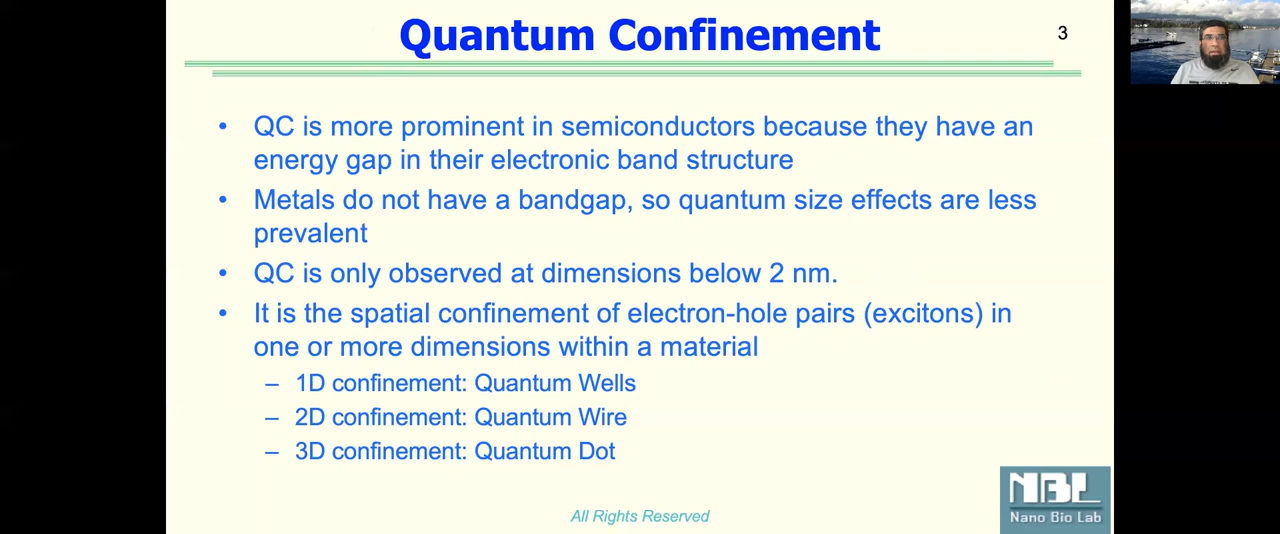 Quantum Confinement
3
• QC is more prominent in semiconductors because they have an
energy gap in their electronic band structure
• Metals do not have a bandgap, so quantum size effects are less
prevalent
• QC is only observed at dimensions below 2 nm.
• It is the spatial confinement of electron-hole pairs (excitons) in
one or more dimensions within a material
– 1D confinement: Quantum Wells
– 2D confinement: Quantum Wire
– 3D confinement: Quantum Dot
All Rights Reserved
NBL
Nano Bio Lab